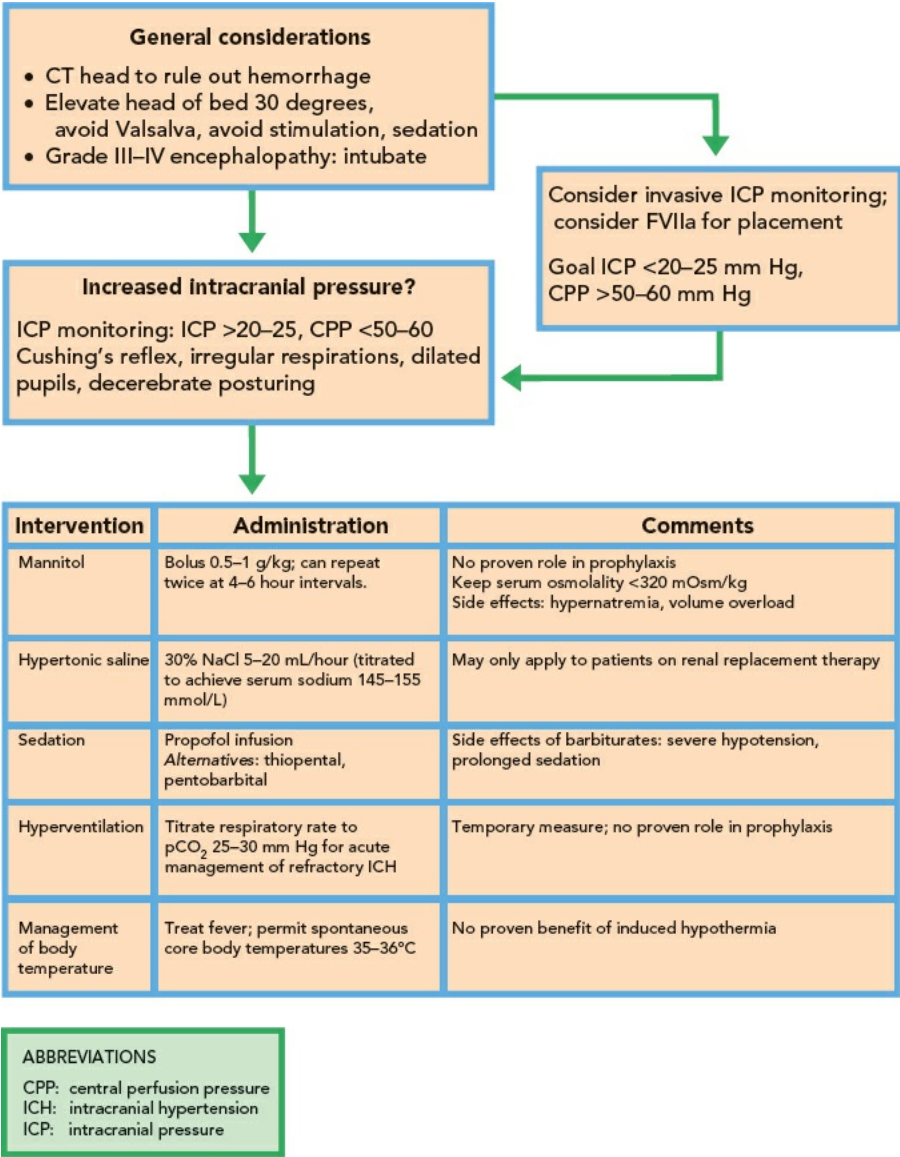 General considerations
• CT head to rule out hemorrhage
• Elevate head of bed 30 degrees,
avoid Valsalva, avoid stimulation, sedation
• Grade III–IV encephalopathy: intubate
Consider invasive ICP monitoring;
consider FVIIa for placement
Goal ICP <20–25 mm Hg,
CPP >50–60 mm Hg
Increased intracranial pressure?
ICP monitoring: ICP >20–25, CPP <50–60
Cushing's reflex, irregular respirations, dilated
pupils, decerebrate posturing
Intervention
Administration
Comments
Mannitol
Bolus 0.5–1 g/kg; can repeat
twice at 4–6 hour intervals.
No proven role in prophylaxis
Keep serum osmolality <320 mOsm/kg
Side effects: hypernatremia, volume overload
Hypertonic saline
30% NaCl 5–20 mL/hour (titrated
to achieve serum sodium 145–155
mmol/L)
May only apply to patients on renal replacement therapy
Sedation
Propofol infusion
Alternatives: thiopental,
pentobarbital
Side effects of barbiturates: severe hypotension,
prolonged sedation
Hyperventilation
Titrate respiratory rate to
pCO2 25–30 mm Hg for acute
management of refractory ICH
Temporary measure; no proven role in prophylaxis
Management
of body
temperature
Treat fever; permit spontaneous
core body temperatures 35–36°C
No proven benefit of induced hypothermia
ABBREVIATIONS
CPP: central perfusion pressure
ICH: intracranial hypertension
ICP: intracranial pressure